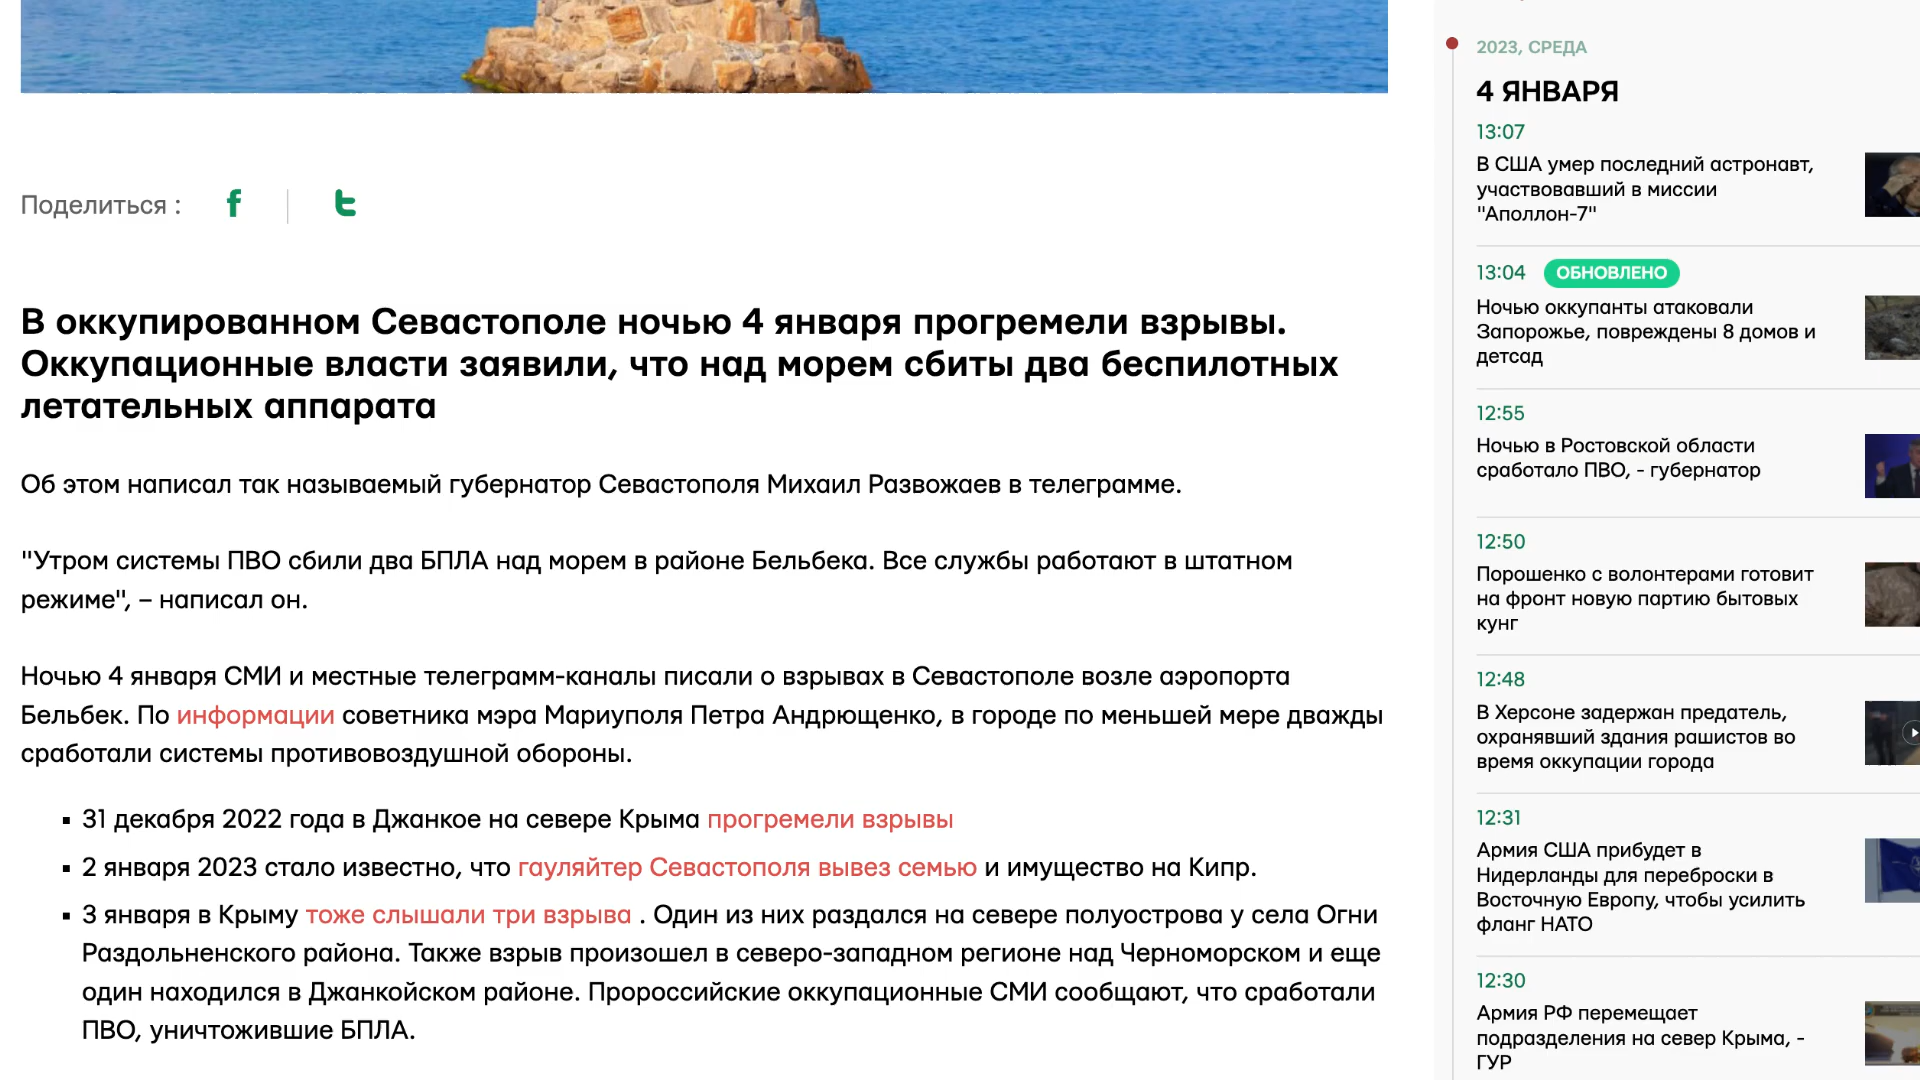 Поделиться :
В оккупированном Севастополе ночью 4 января прогремели взрывы.
Оккупационные власти заявили, что над морем сбиты два беспилотных
летательных аппарата
Об этом написал так называемый губернатор Севастополя Михаил Развожаев в телеграмме.
"Утром системы ПВО сбили два БПЛА над морем в районе Бельбека. Все службы работают в штатном
режиме", – написал он.
Ночью 4 января СМИ и местные телеграмм-каналы писали о взрывах в Севастополе возле аэропорта
Бельбек. По информации советника мэра Мариуполя Петра Андрющенко, в городе по меньшей мере дважды
сработали системы противовоздушной обороны.
▪ 31 декабря 2022 года в Джанкое на севере Крыма прогремели взрывы
▪ 2 января 2023 стало известно, что гауляйтер Севастополя вывез семью и имущество на Кипр.
▪ 3 января в Крыму тоже слышали три взрыва . Один из них раздался на севере полуострова у села Огни
Раздольненского района. Также взрыв произошел в северо-западном регионе над Черноморском и еще
один находился в Джанкойском районе. Пророссийские оккупационные СМИ сообщают, что сработали
ПВО, уничтожившие БПЛА.
2023, СРЕДА
4 ЯНВАРЯ
13:07
В США умер последний астронавт,
участвовавший в миссии
"Аполлон-7"
13:04 ОБНОВЛЕНО
Ночью оккупанты атаковали
Запорожье, повреждены 8 домов и
детсад
12:55
Ночью в Ростовской области
сработало ПВО, - губернатор
12:50
Порошенко с волонтерами готовит
на фронт новую партию бытовых
кунг
12:48
В Херсоне задержан предатель,
охранявший здания рашистов во
время оккупации города
12:31
Армия США прибудет в
Нидерланды для переброски в
Восточную Европу, чтобы усилить
фланг НАТО
12:30
Армия РФ перемещает
подразделения на север Крыма, -
ГУР